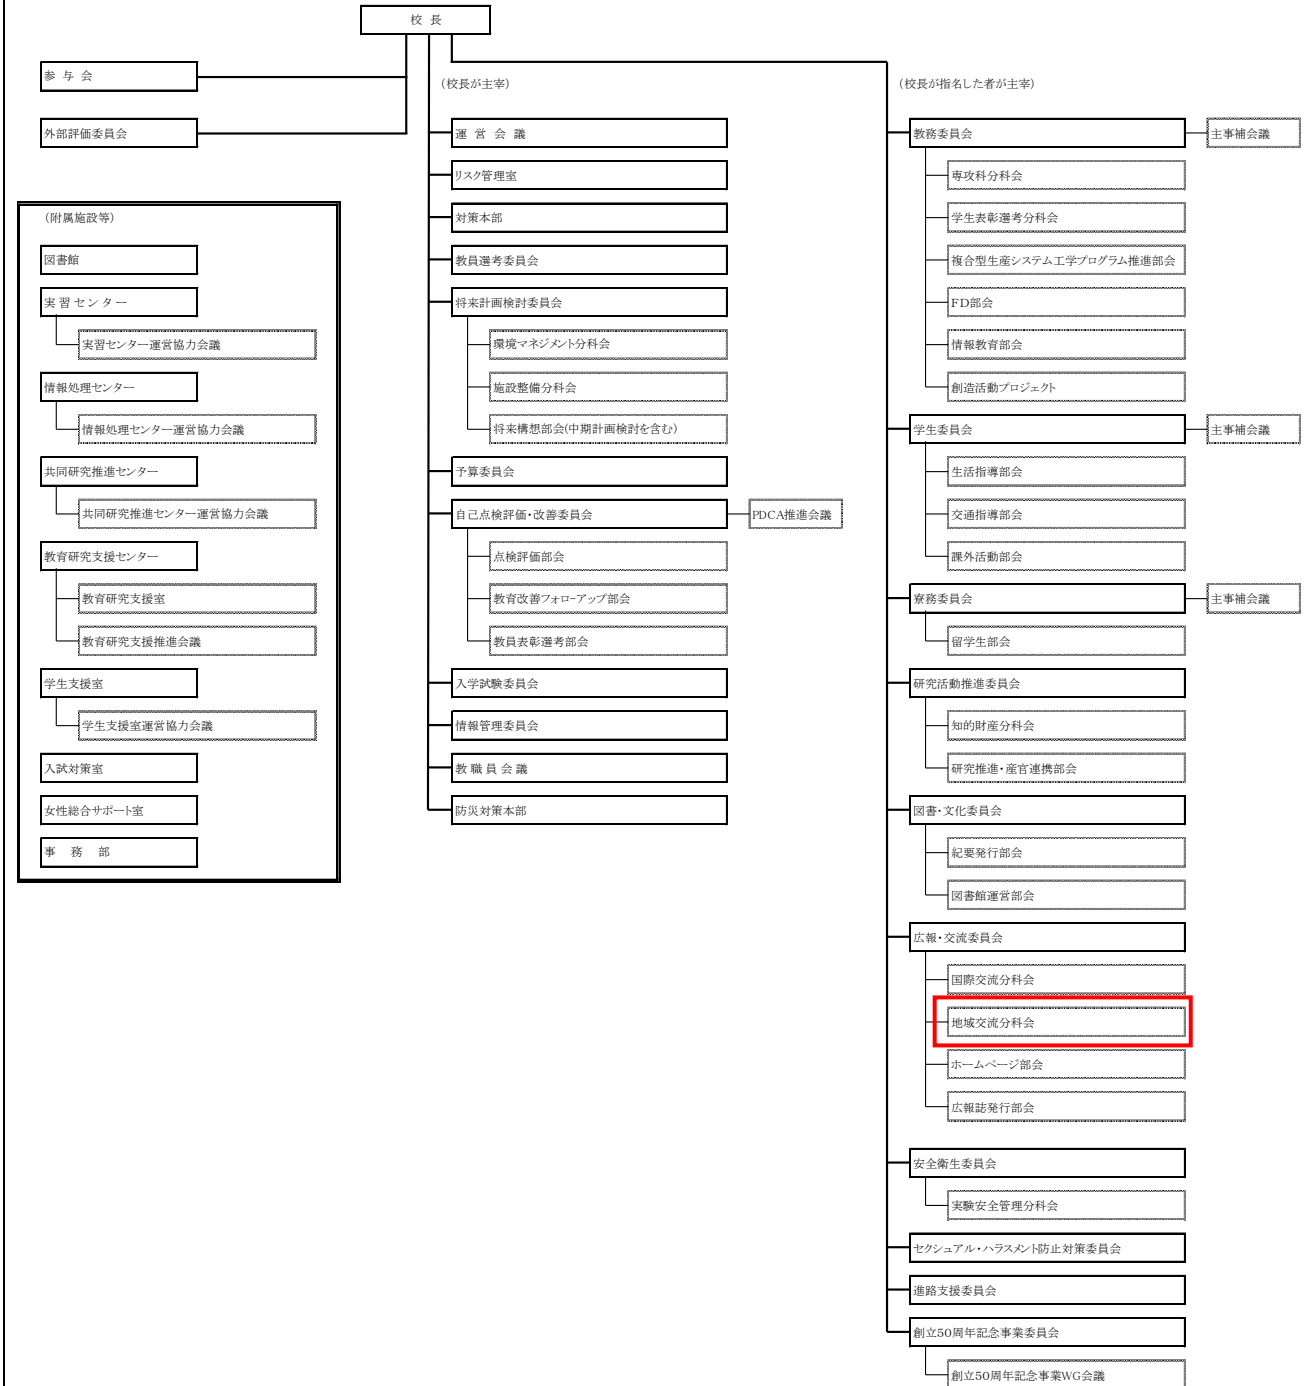 校 長
参 与 会
外部評価委員会
(附属施設等)
図書館
実習センター
実習センター運営協力会議
情報処理センター
情報処理センター運営協力会議
共同研究推進センター
共同研究推進センター運営協力会議
教育研究支援センター
教育研究支援室
教育研究支援推進会議
学生支援室
学生支援室運営協力会議
入試対策室
女性総合サポート室
事 務 部
(校長が主宰)
運 営 会 議
リスク管理室
対策本部
教員選考委員会
将来計画検討委員会
環境マネジメント分科会
施設整備分科会
将来構想部会(中期計画検討を含む)
予算委員会
自己点検評価・改善委員会
PDCA推進会議
点検評価部会
教育改善フォローアップ部会
教員表彰選考部会
入学試験委員会
情報管理委員会
教 職 員 会 議
防災対策本部
(校長が指名した者が主宰)
教務委員会
主事補会議
専攻科分科会
学生表彰選考分科会
複合型生産システム工学プログラム推進部会
FD部会
情報教育部会
創造活動プロジェクト
学生委員会
主事補会議
生活指導部会
交通指導部会
課外活動部会
寮務委員会
主事補会議
留学生部会
研究活動推進委員会
知的財産分科会
研究推進・産官連携部会
図書・文化委員会
紀要発行部会
図書館運営部会
広報・交流委員会
国際交流分科会
地域交流分科会
ホームページ部会
広報誌発行部会
安全衛生委員会
実験安全管理分科会
セクシュアル・ハラスメント防止対策委員会
進路支援委員会
創立50周年記念事業委員会
創立50周年記念事業WG会議